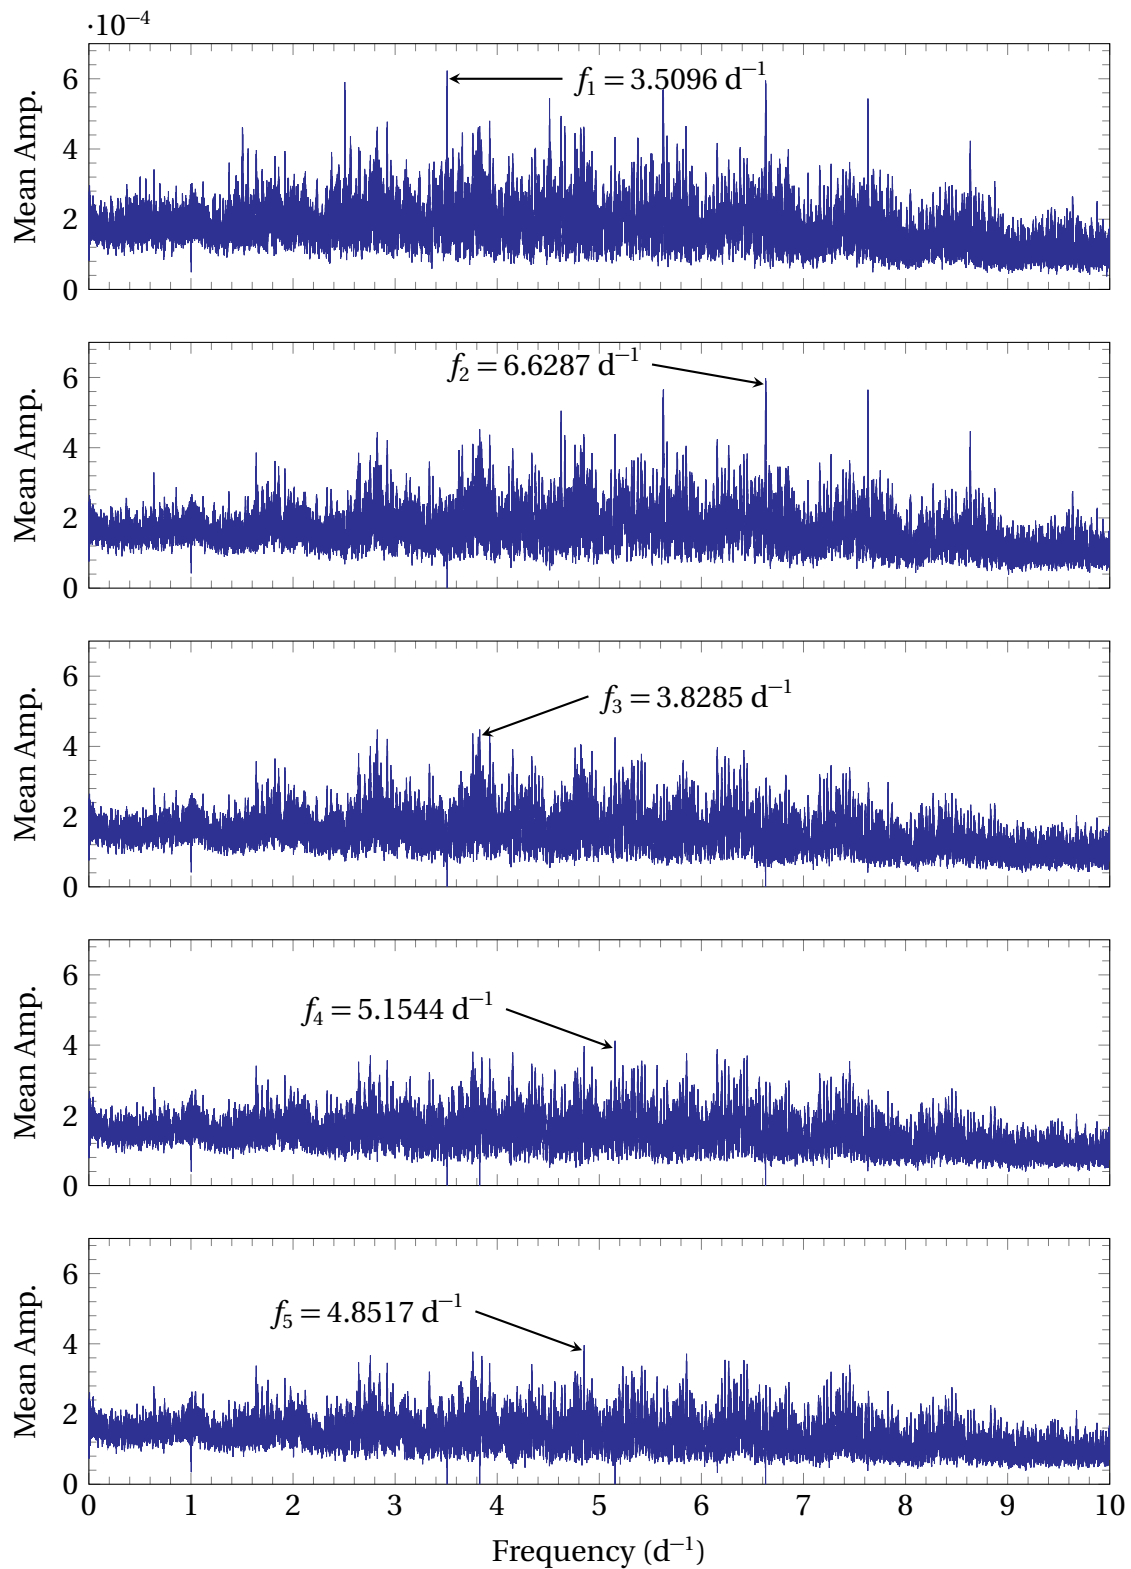 ·10⁻⁴
6
4
2
0
Mean Amp.
f₁ = 3.5096 d⁻¹
6
4
2
0
Mean Amp.
f₂ = 6.6287 d⁻¹
6
4
2
0
Mean Amp.
f₃ = 3.8285 d⁻¹
6
4
2
0
Mean Amp.
f₄ = 5.1544 d⁻¹
6
4
2
0
Mean Amp.
f₅ = 4.8517 d⁻¹
0 1 2 3 4 5 6 7 8 9 10
Frequency (d⁻¹)